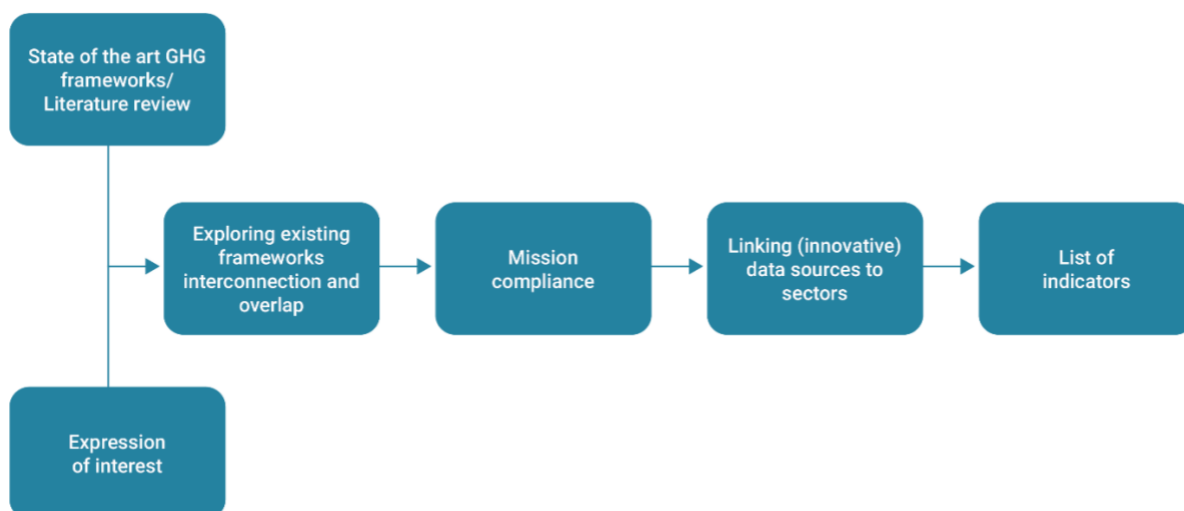 State of the art GHG
frameworks/
Literature review
Exploring existing
frameworks
interconnection and
overlap
Mission
compliance
Linking (innovative)
data sources to
sectors
List of
indicators
Expression
of interest